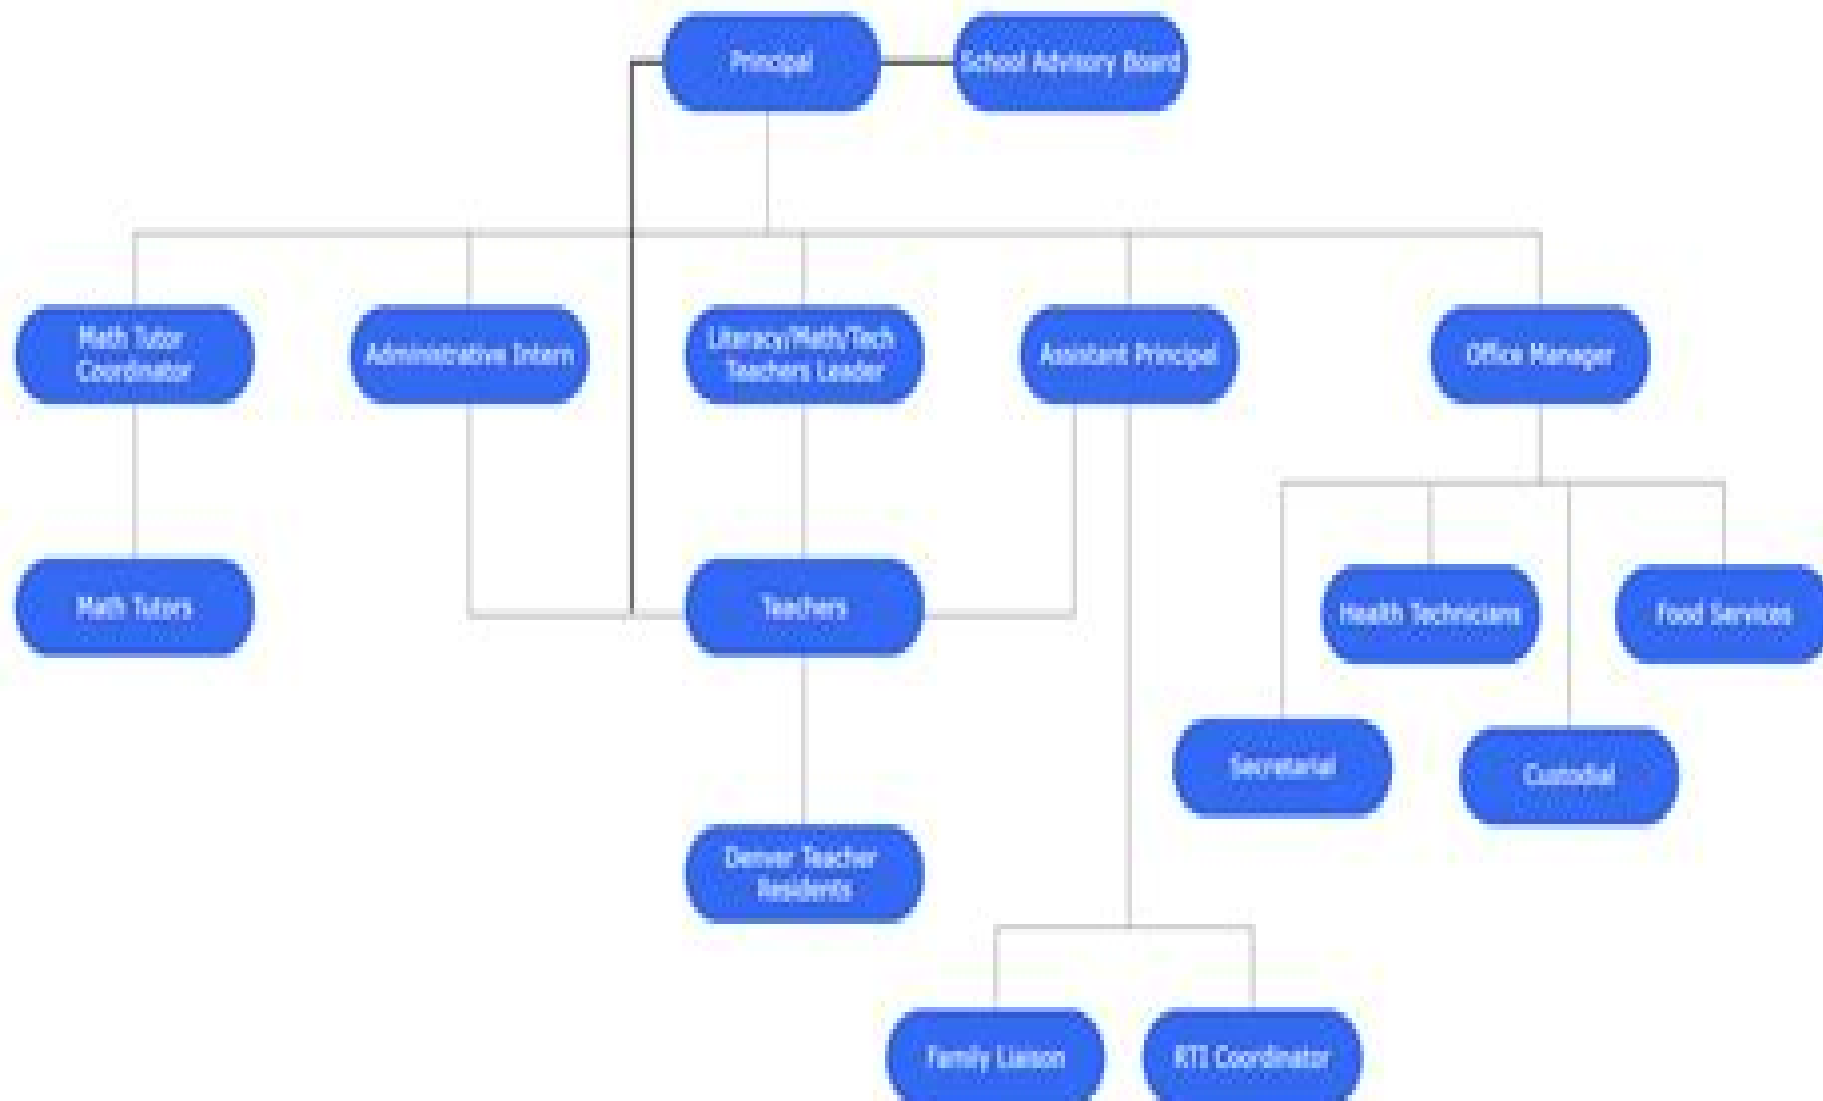 Principal
School Advisory Board
Math Tutor
Coordinator
Administrative Intern
Literacy/Math/Tech
Teachers Leader
Assistant Principal
Office Manager
Math Tutors
Teachers
Health Technicians
Food Services
Secretarial
Custodial
Denver Teacher
Residents
Family Liaison
RTI Coordinator